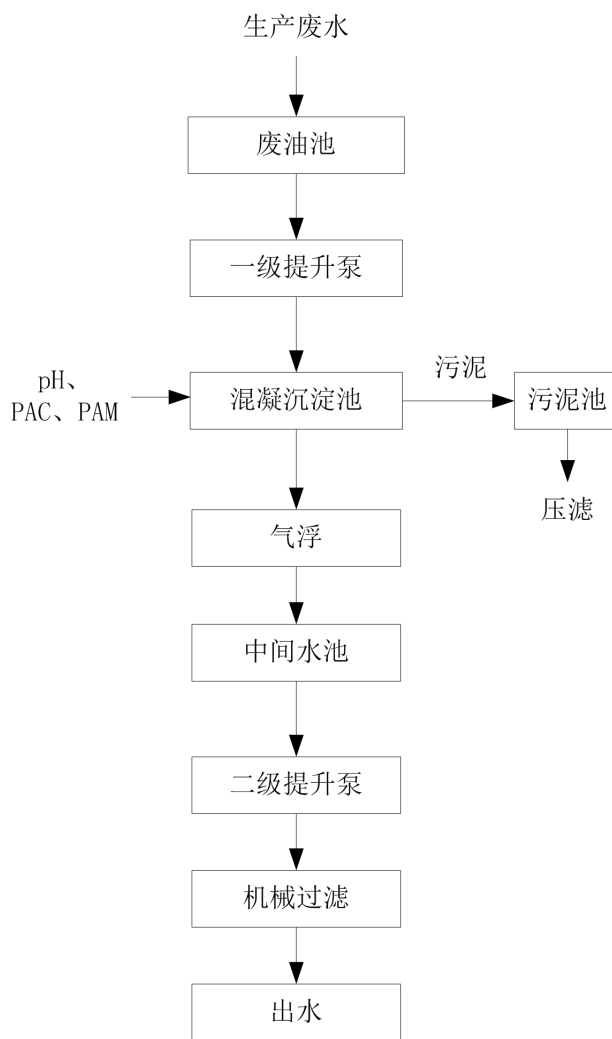 生产废水
废油池
一级提升泵
pH、
PAC、PAM
混凝沉淀池
污泥
污泥池
压滤
气浮
中间水池
二级提升泵
机械过滤
出水